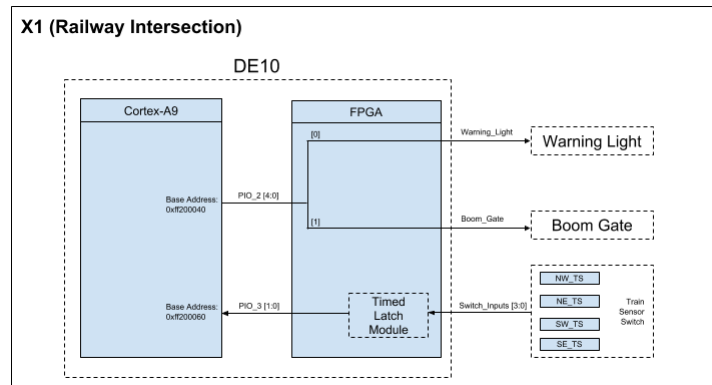 X1 (Railway Intersection)
DE10
Cortex-A9
FPGA
[0]
Warning_Light
Warning Light
Base Address:
0xff200040
PIO_2 [4:0]
[1]
Boom_Gate
Boom Gate
NW_TS
Base Address:
0xff200060
PIO_3 [1:0]
Timed
Latch
Module
Switch_Inputs [3:0]
NE_TS
Train
Sensor
Switch
SW_TS
SE_TS